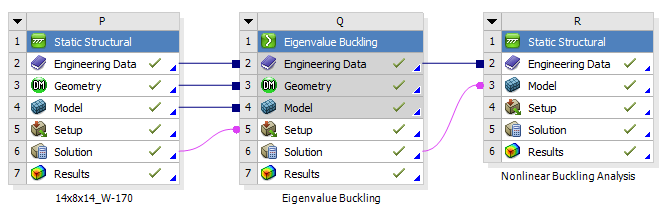 P
1 Static Structural
2 Engineering Data
3 Geometry
4 Model
5 Setup
6 Solution
7 Results
14x8x14_W-170
Q
1 Eigenvalue Buckling
2 Engineering Data
3 Geometry
4 Model
5 Setup
6 Solution
7 Results
Eigenvalue Buckling
R
1 Static Structural
2 Engineering Data
3 Model
4 Setup
5 Solution
6 Results
Nonlinear Buckling Analysis